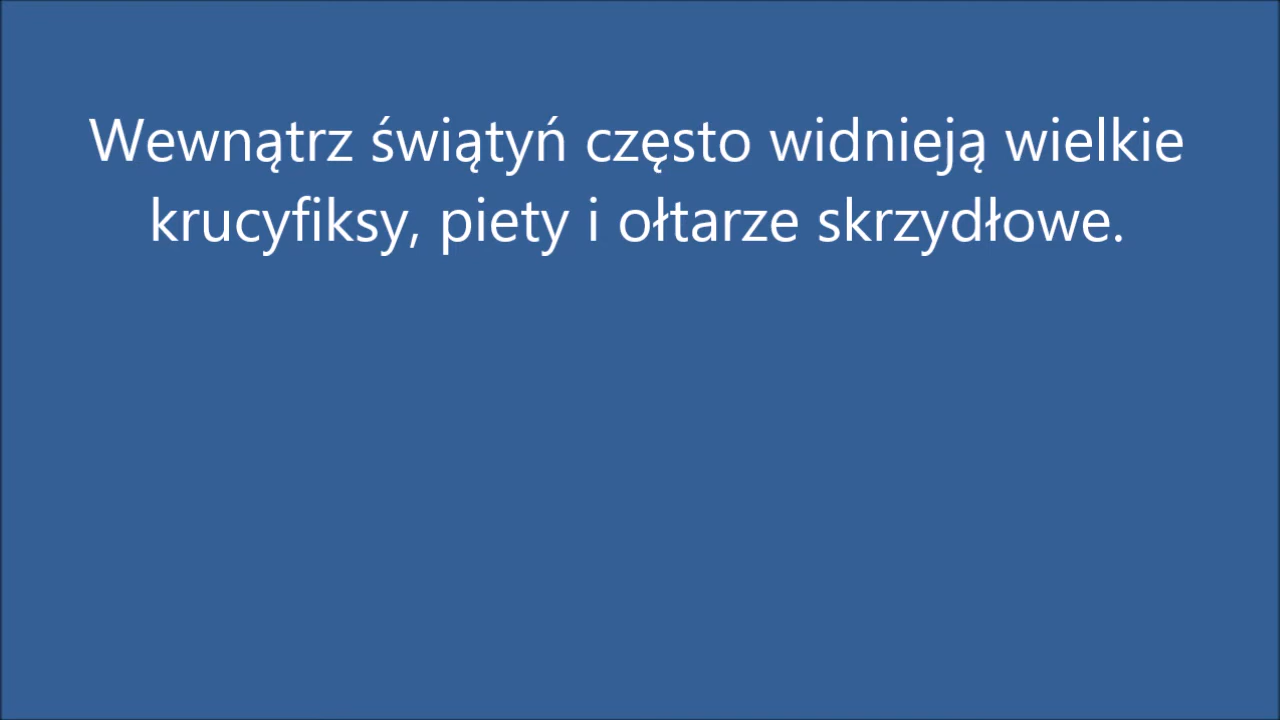 Wewnątrz świątyń często widnieją wielkie
krucyfiksy, piety i ołtarze skrzydłowe.